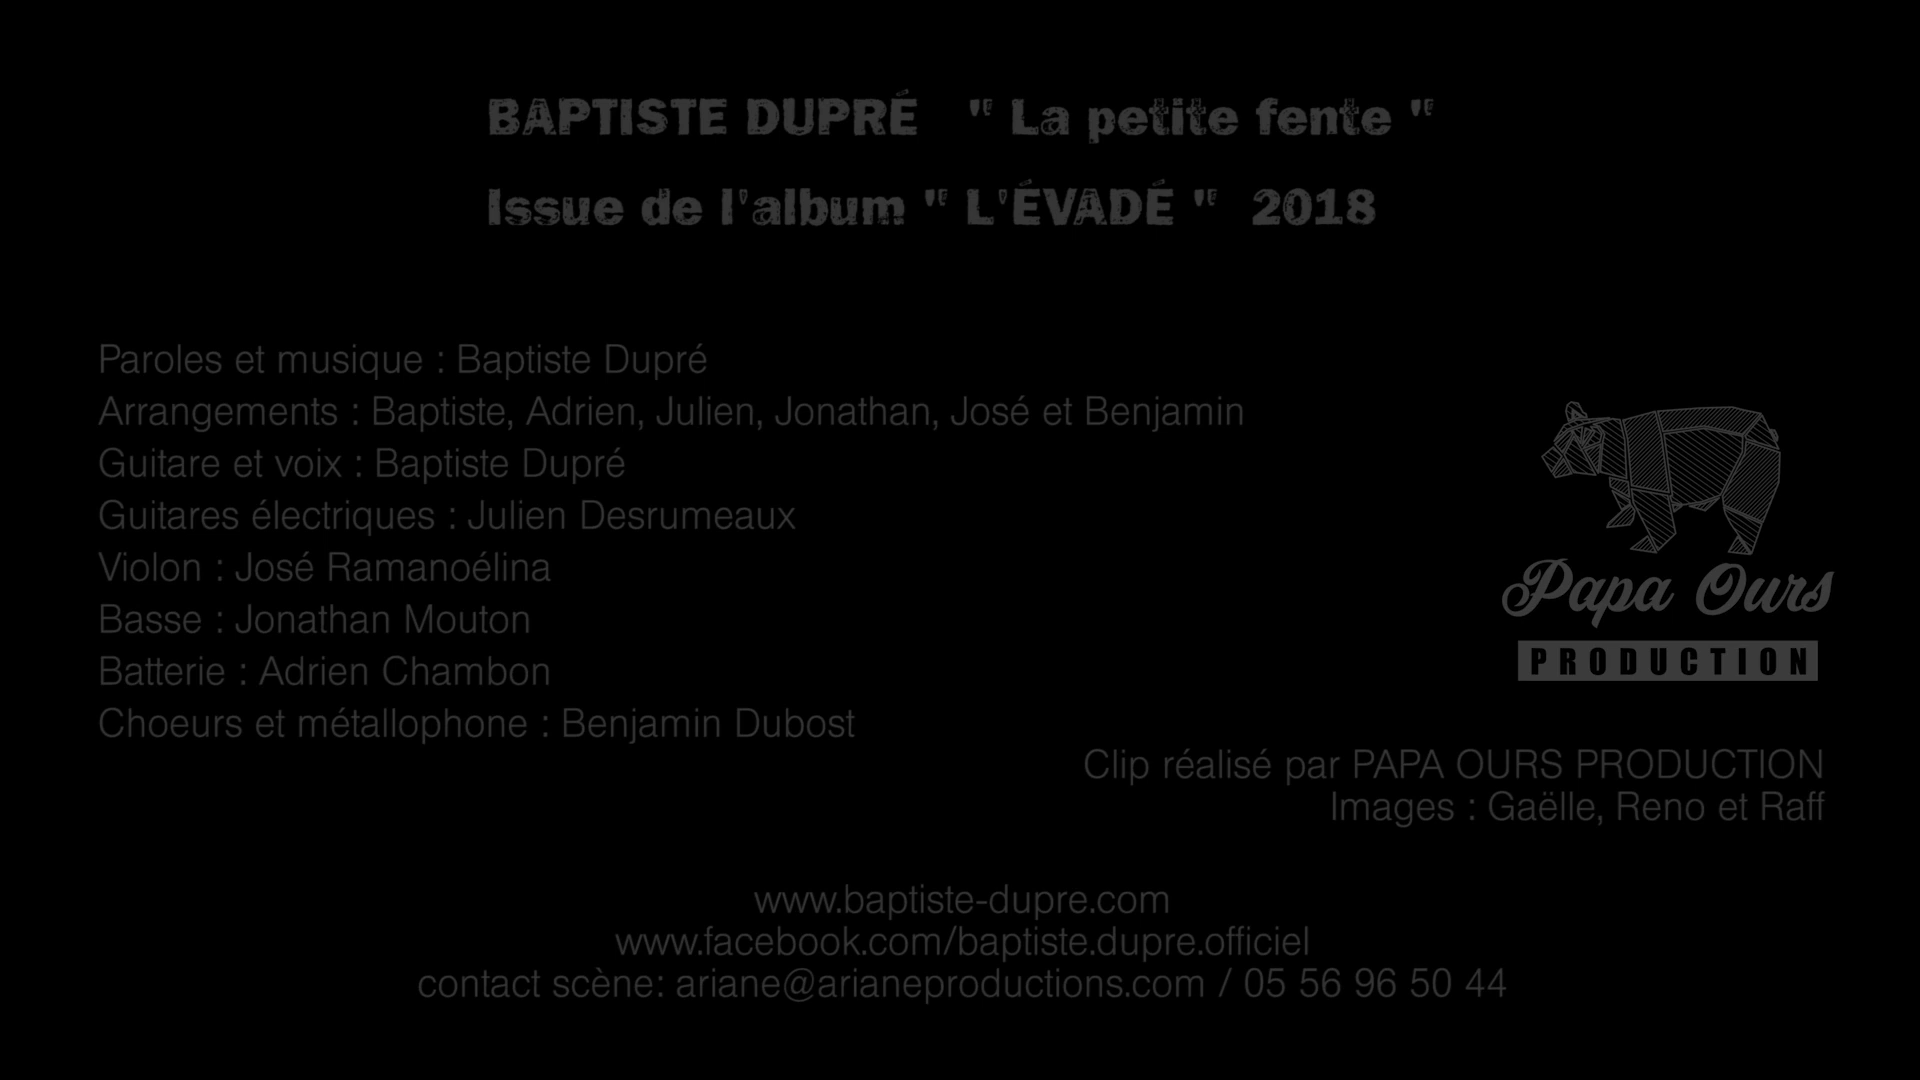 BAPTISTE DUPRÉ " La petite fente "
Issue de l'album " L'ÉVADÉ " 2018
Paroles et musique : Baptiste Dupré
Arrangements : Baptiste, Adrien, Julien, Jonathan, José et Benjamin
Guitare et voix : Baptiste Dupré
Guitares électriques : Julien Desrumeaux
Violon : José Ramanoélina
Basse : Jonathan Mouton
Batterie : Adrien Chambon
Choeurs et métallophone : Benjamin Dubost
Papa Ours
PRODUCTION
Clip réalisé par PAPA OURS PRODUCTION
Images : Gaëlle, Reno et Raff
www.baptiste-dupre.com
www.facebook.com/baptiste.dupre.officiel
contact scène: ariane@arianeproductions.com / 05 56 96 50 44